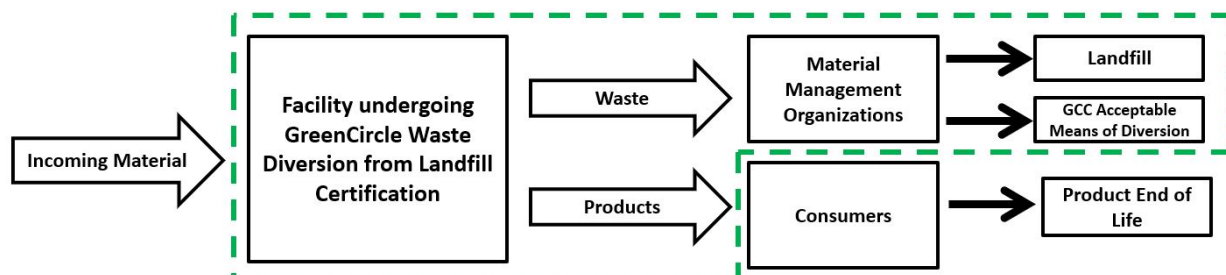 Incoming Material
Facility undergoing
GreenCircle Waste
Diversion from Landfill
Certification
Waste
Products
Material
Management
Organizations
Consumers
Landfill
GCC Acceptable
Means of Diversion
Product End of
Life